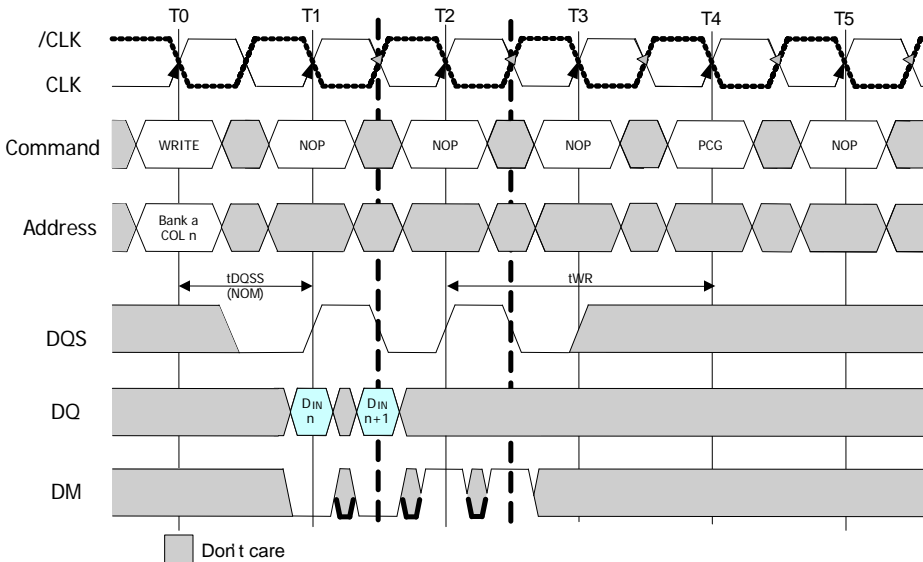 T0 T1 T2 T3 T4 T5
/CLK
CLK
Command WRITE NOP NOP NOP PCG NOP
Address Bank a
COL n
tDQSS
(NOM)
tWR
DQS
DQ DIN
n
DIN
n+1
DM
Don't care